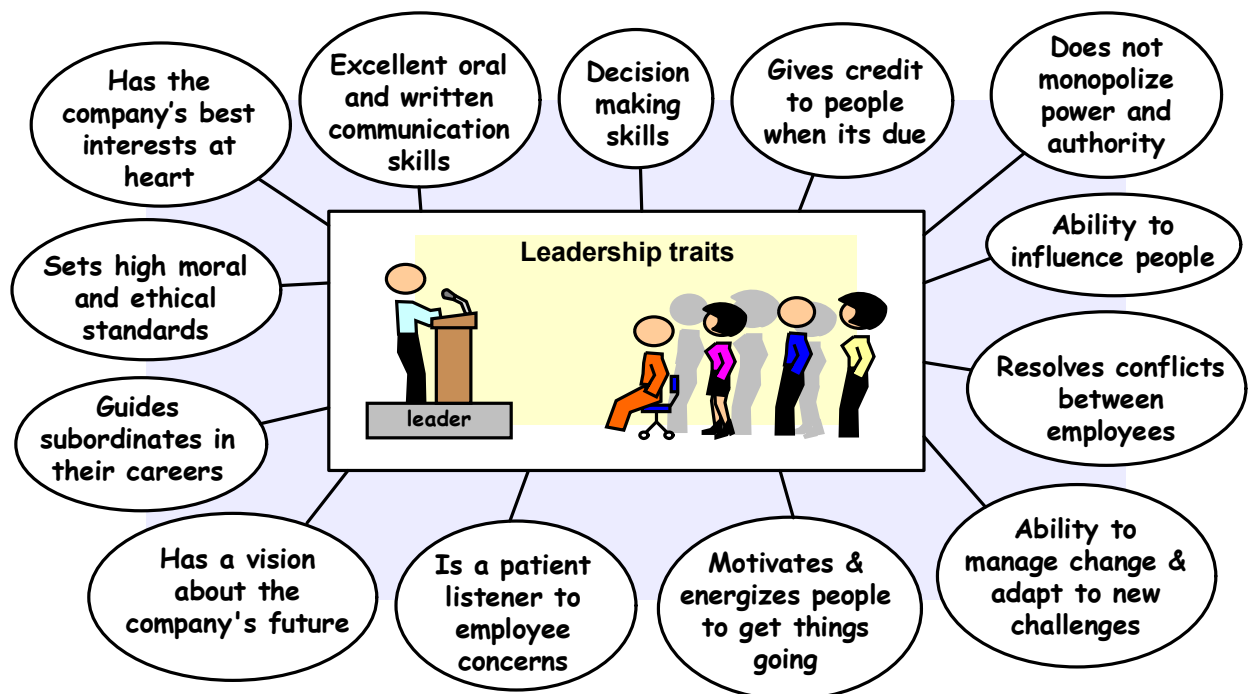 Has the
company's best
interests at
heart
Excellent oral
and written
communication
skills
Decision
making
skills
Gives credit
to people
when its due
Does not
monopolize
power and
authority
Sets high moral
and ethical
standards
Leadership traits
Ability to
influence people
leader
Guides
subordinates in
their careers
Resolves conflicts
between
employees
Has a vision
about the
company's future
Is a patient
listener to
employee
concerns
Motivates &
energizes people
to get things
going
Ability to
manage change &
adapt to new
challenges